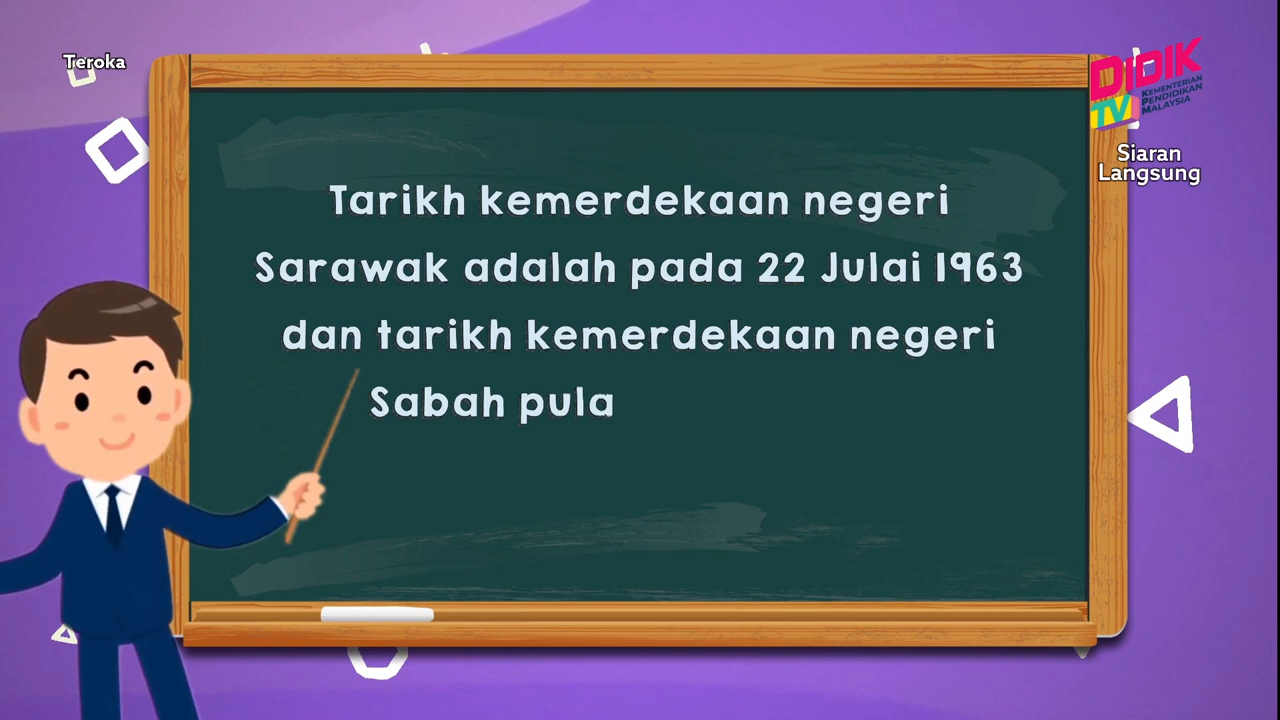 Teroka
DIDIK
TV
KEMENTERIAN
PENDIDIKAN
MALAYSIA
Siaran
Langsung
Tarikh kemerdekaan negeri
Sarawak adalah pada 22 Julai 1963
dan tarikh kemerdekaan negeri
Sabah pula